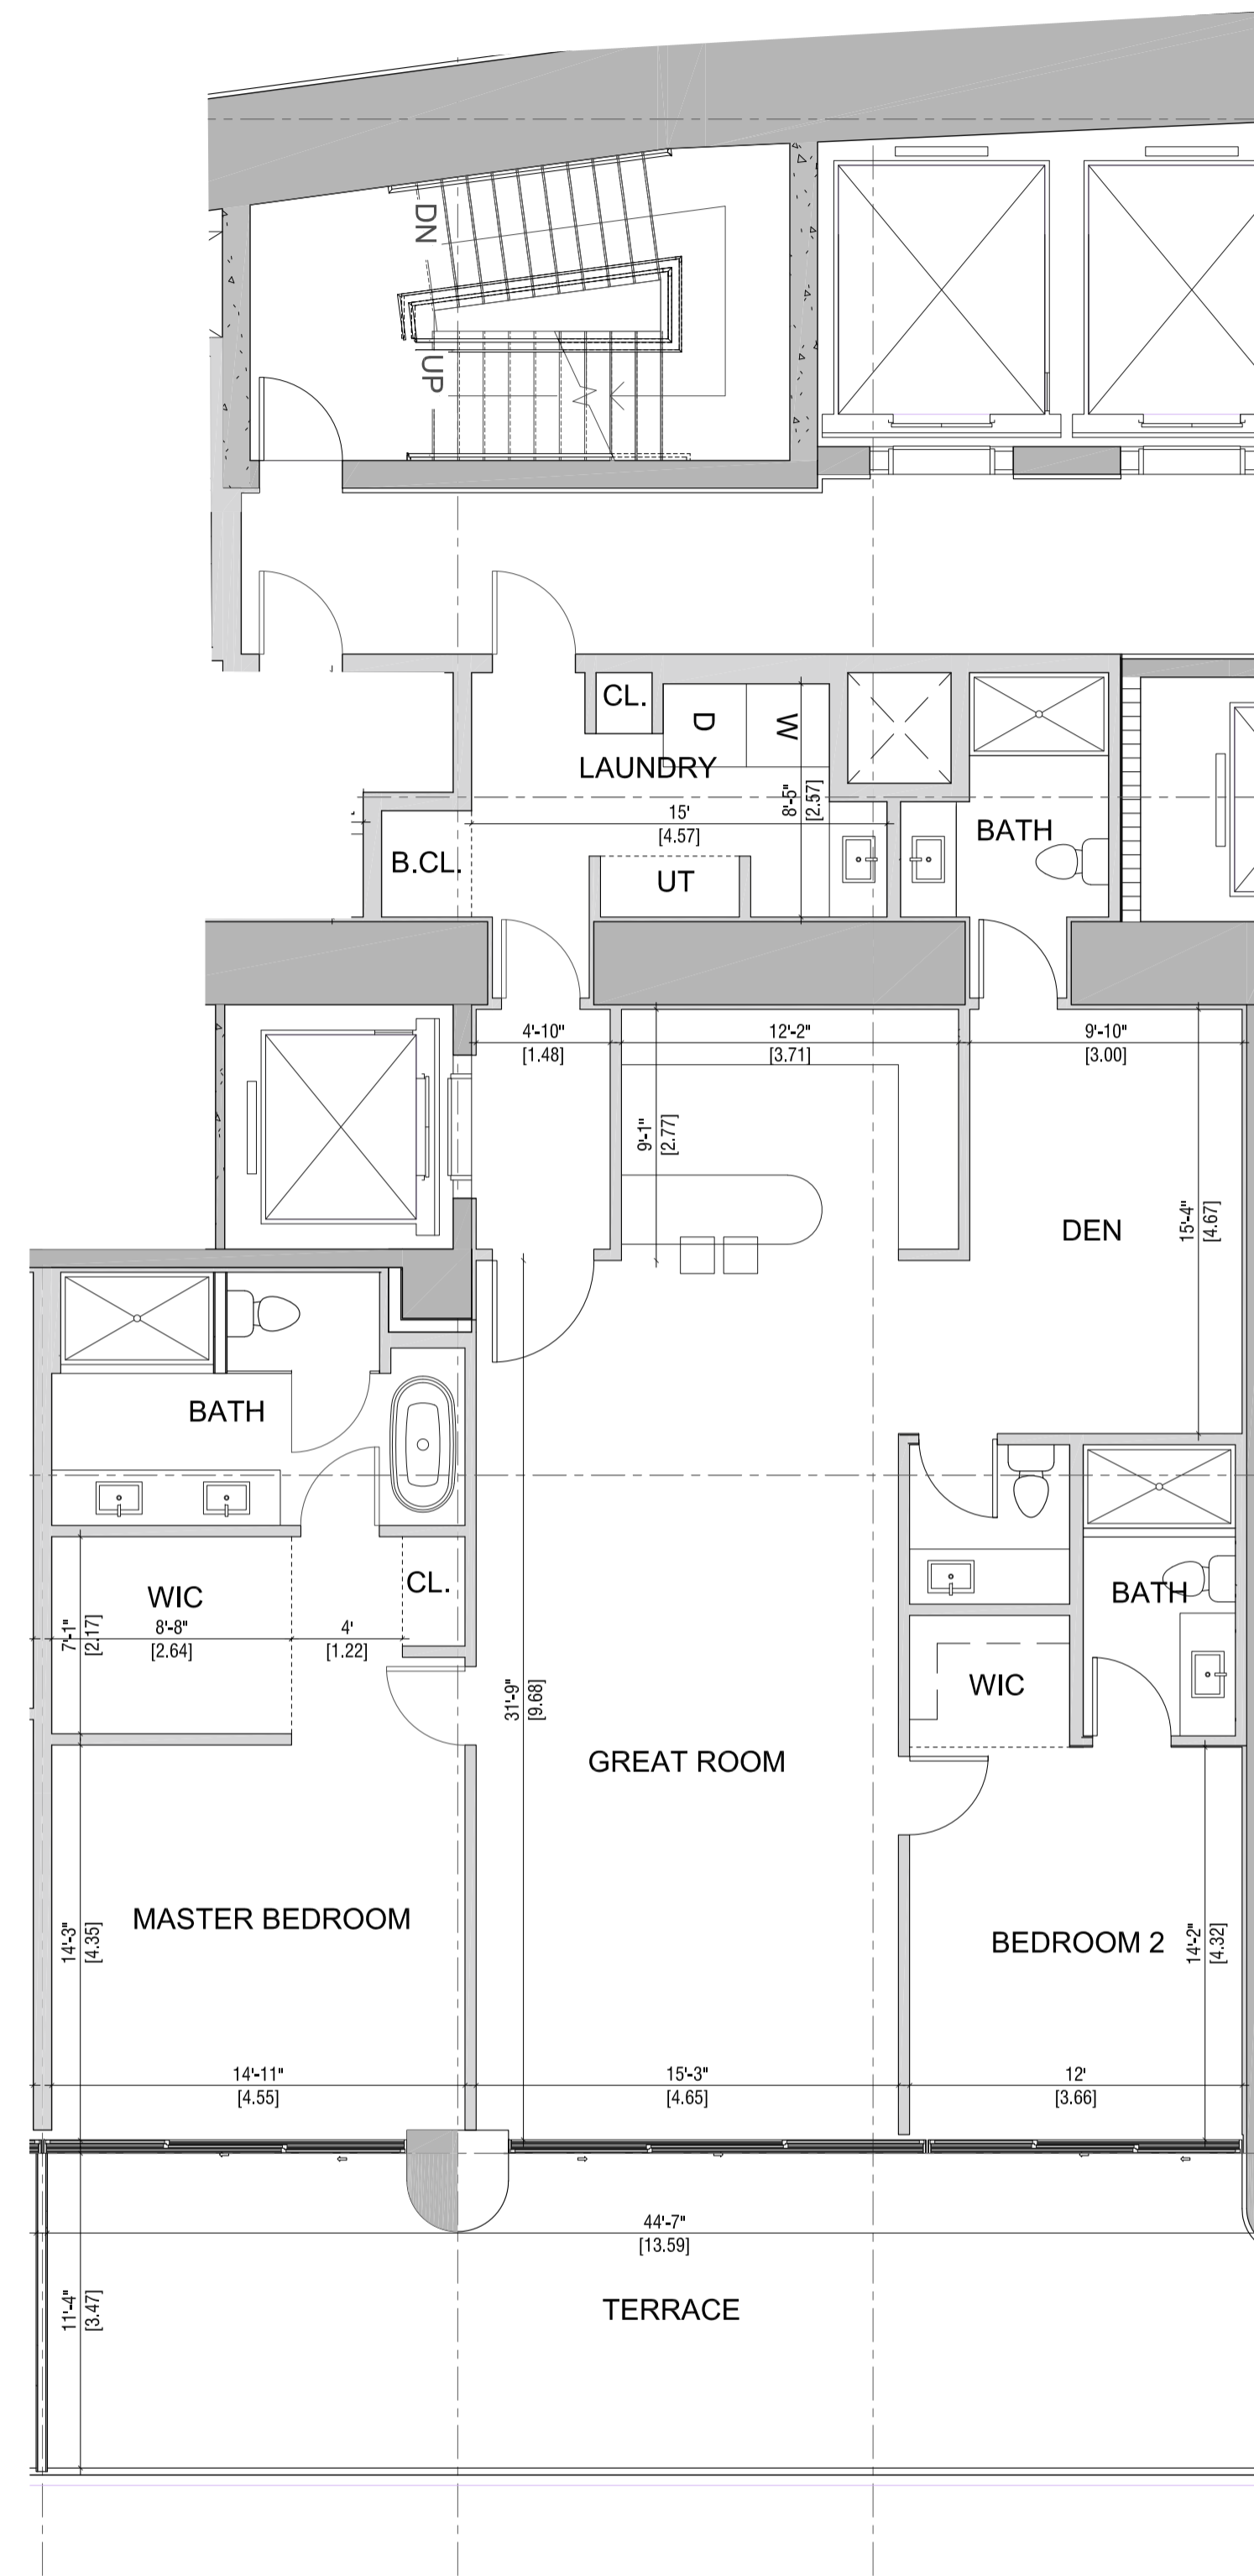 DN
UP
CL.
D
W
LAUNDRY
8'-5"
[2.57]
15'
[4.57]
BATH
B.CL.
UT
4'-10"
[1.48]
12'-2"
[3.71]
9'-10"
[3.00]
9'-1"
[2.77]
DEN
15'-4"
[4.67]
BATH
WIC
CL.
7'-1"
[2.17]
8'-8"
[2.64]
4'
[1.22]
BATH
WIC
31'-9"
[9.68]
GREAT ROOM
MASTER BEDROOM
14'-3"
[4.35]
BEDROOM 2
14'-2"
[4.32]
14'-11"
[4.55]
15'-3"
[4.65]
12'
[3.66]
44'-7"
[13.59]
TERRACE
11'-4"
[3.47]